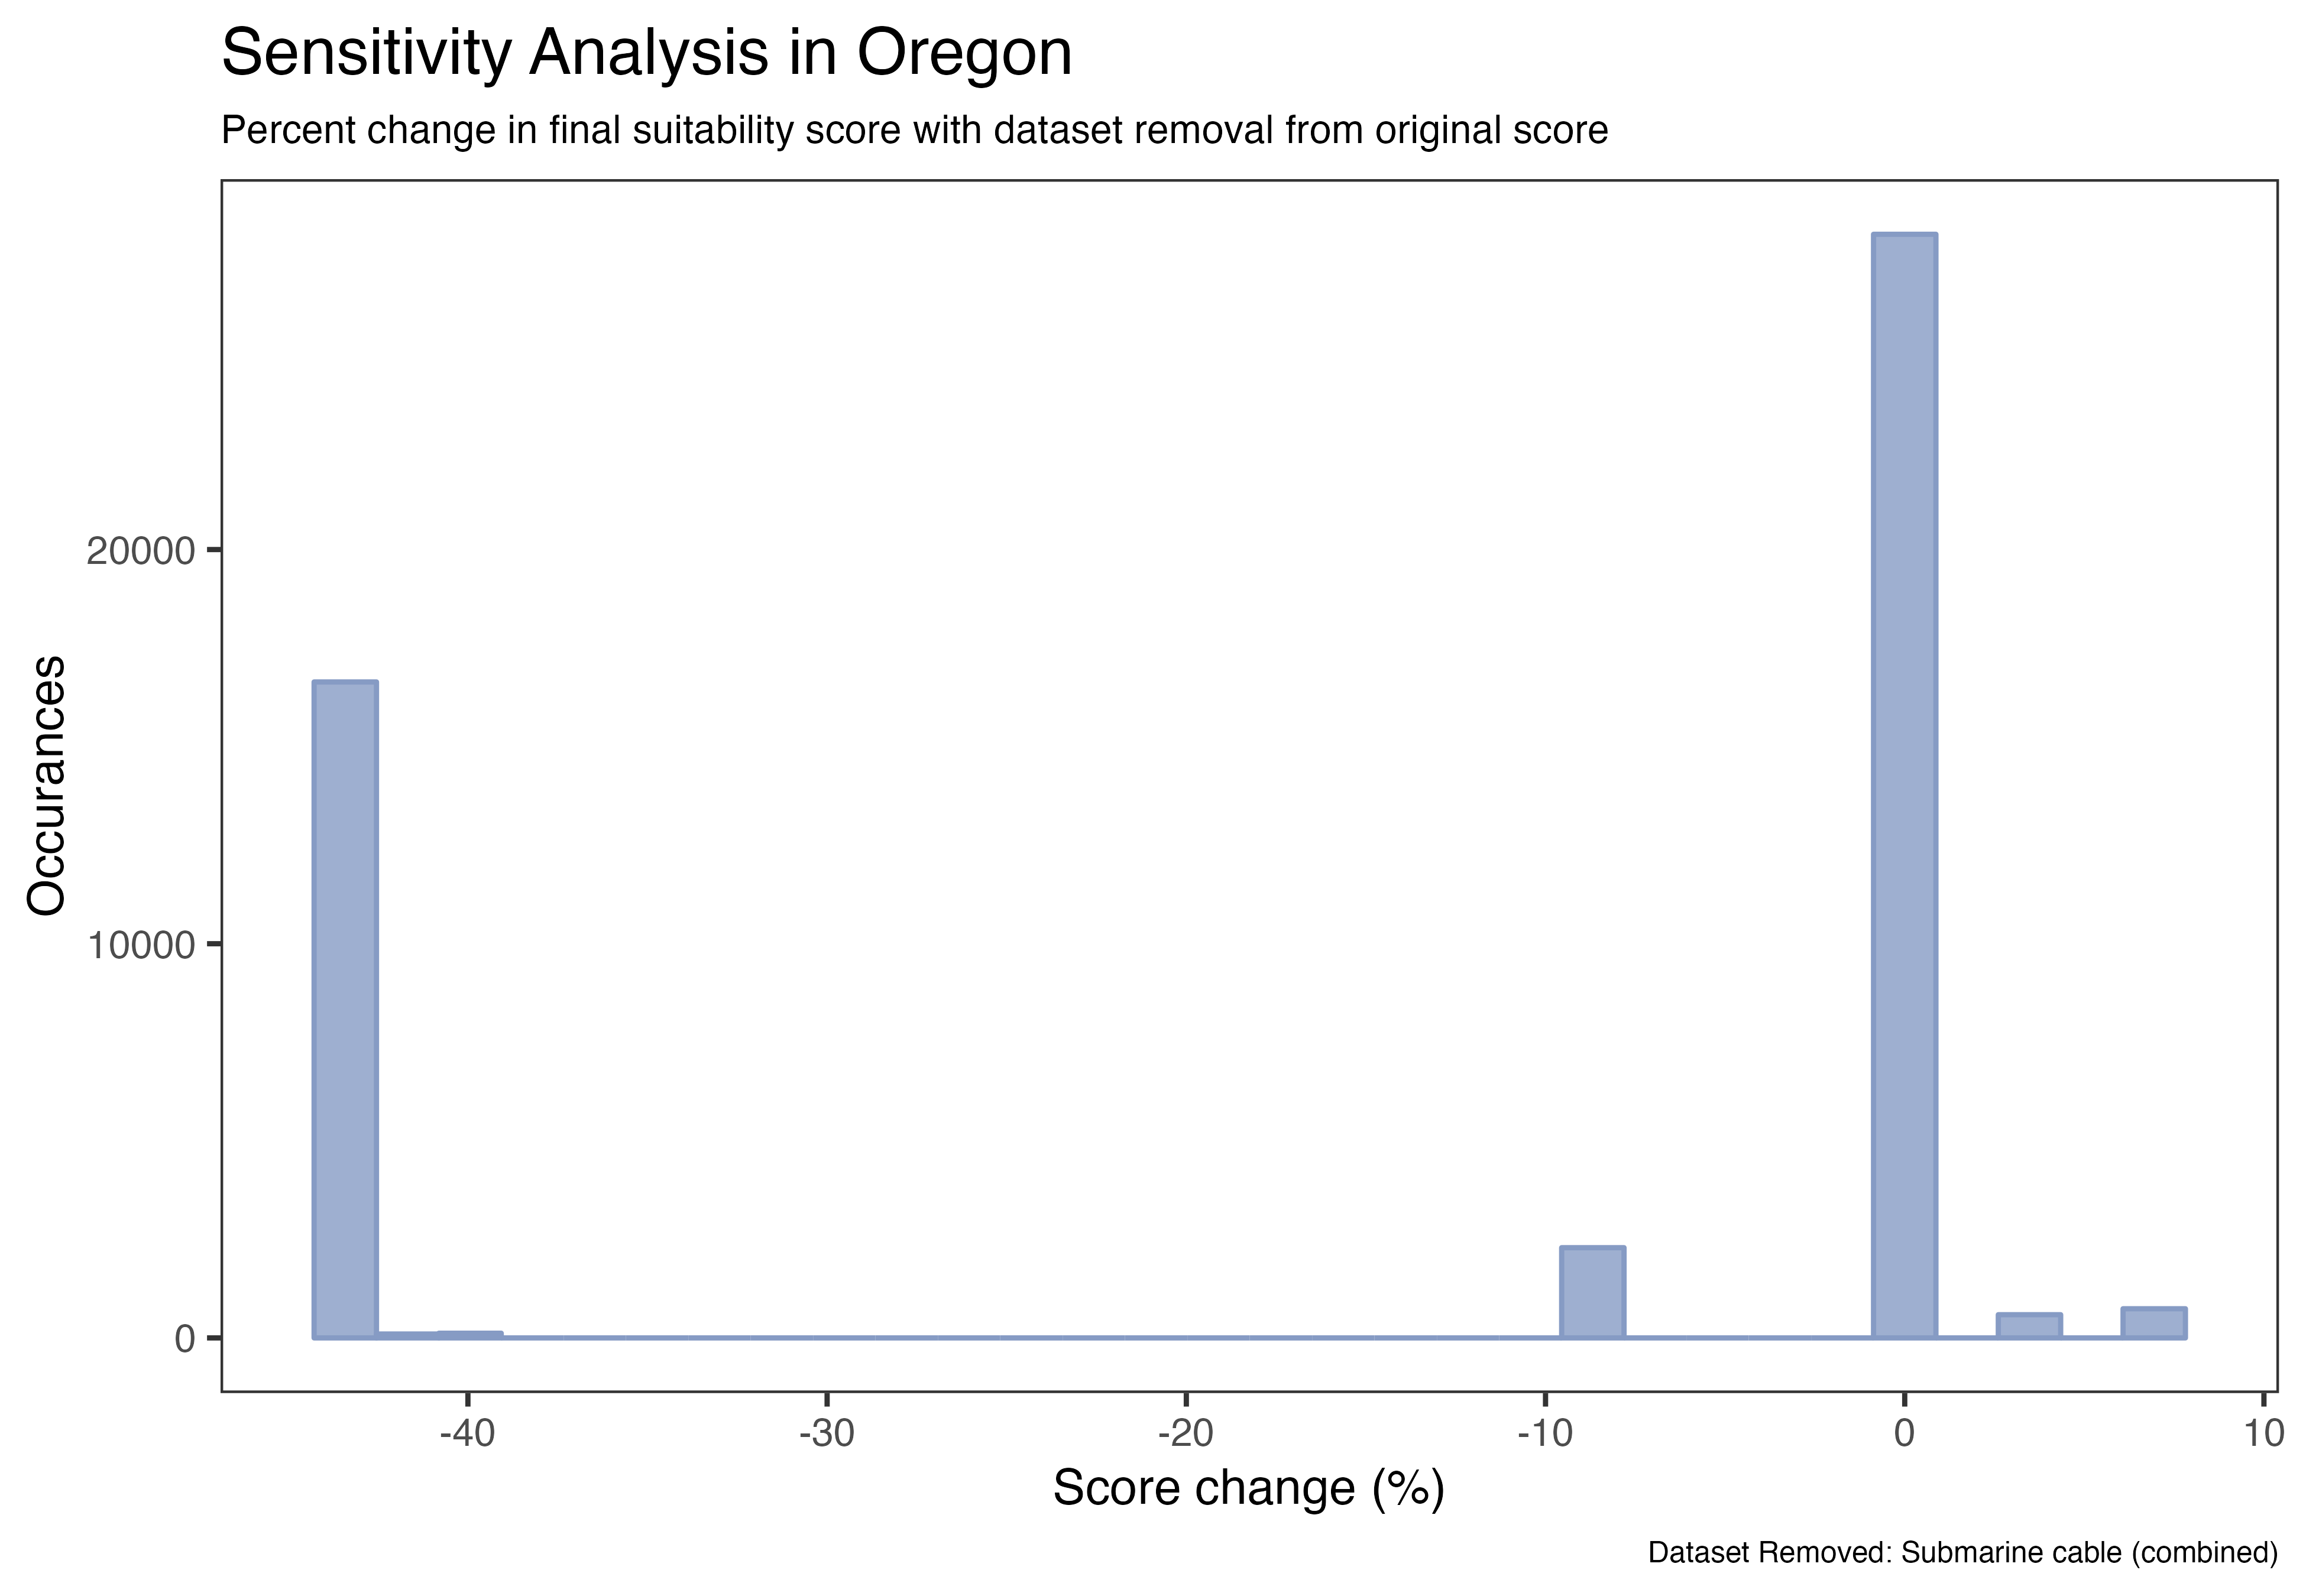 Sensitivity Analysis in Oregon
Percent change in final suitability score with dataset removal from original score
Occurances
20000
10000
0
-40
-30
-20
-10
0
10
Score change (%)
Dataset Removed: Submarine cable (combined)